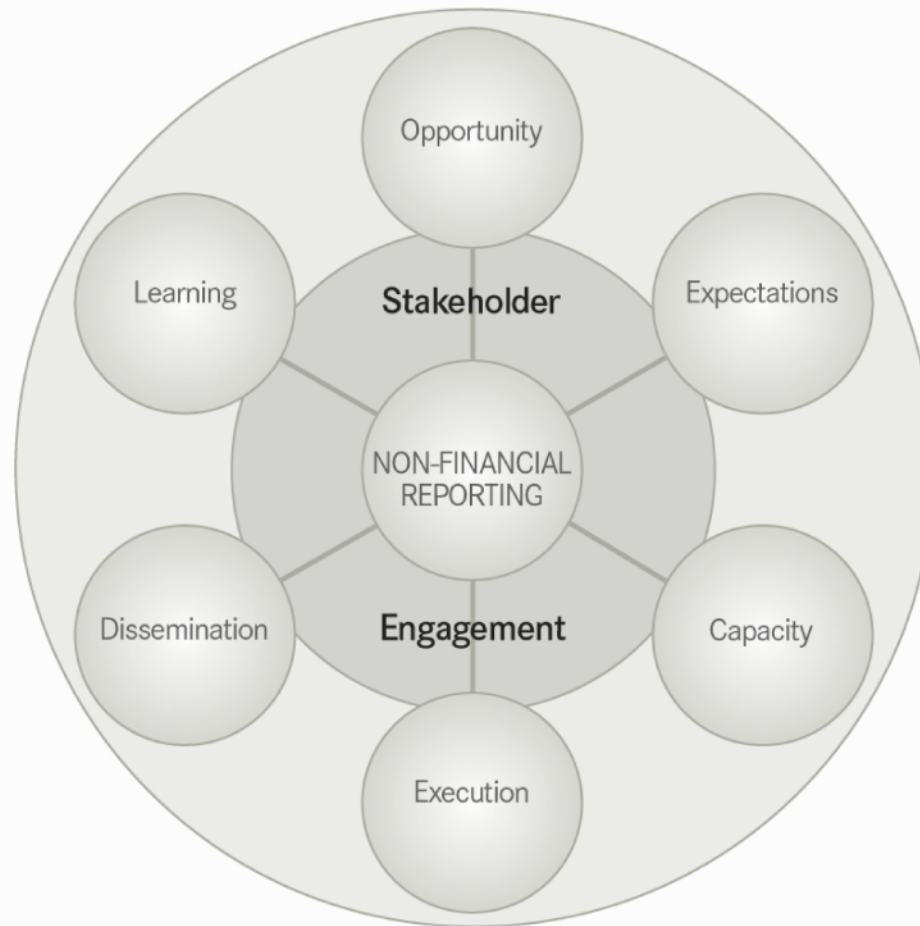 Opportunity
Learning
Stakeholder
Expectations
NON-FINANCIAL
REPORTING
Dissemination
Engagement
Capacity
Execution